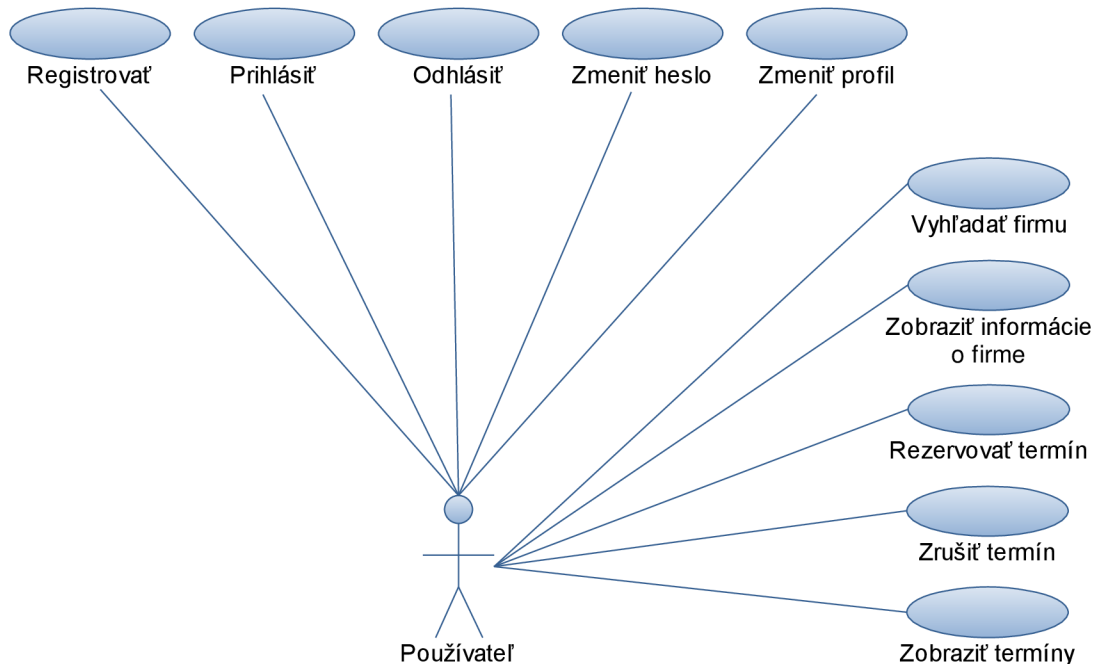 Registrovať
Prihlásiť
Odhlásiť
Zmeniť heslo
Zmeniť profil
Vyhľadať firmu
Zobraziť informácie
o firme
Rezervovať termín
Zrušiť termín
Zobraziť termíny
Používateľ